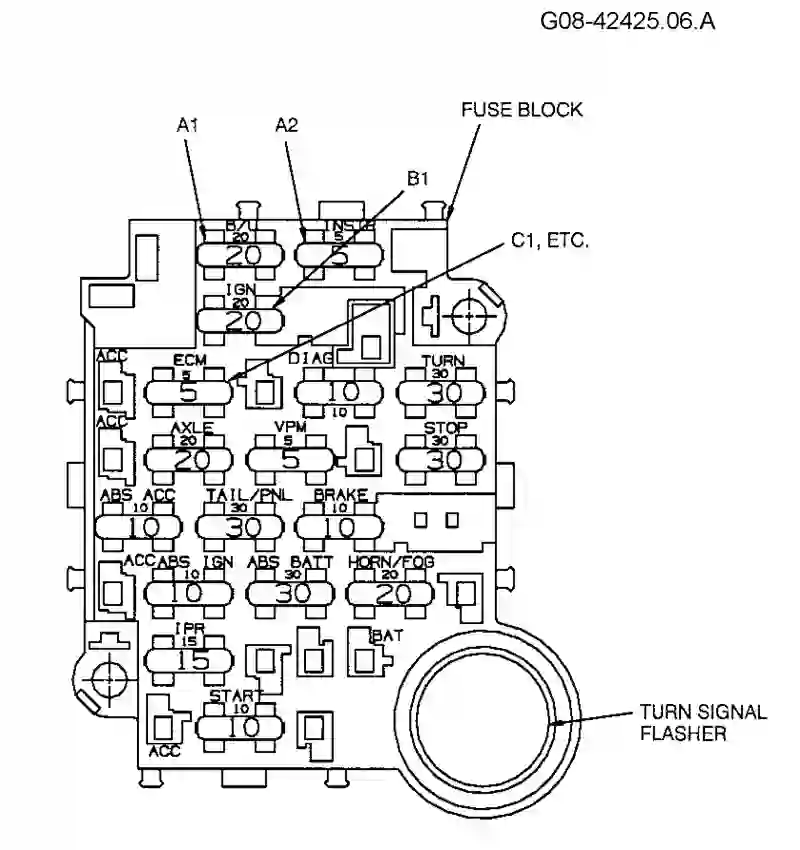 G08-42425.06.A
FUSE BLOCK
A1
A2
B1
C1, ETC.
B/U
20
20
INSTR
5
5
IGN
20
20
ACC
ECM
5
5
DIAG
10
10
TURN
30
30
ACC
AXLE
20
20
VPM
5
5
STOP
30
30
ABS ACC
10
10
TAIL/PNL
30
30
BRAKE
10
10
ACC
ABS IGN
10
10
ABS BATT
30
30
HORN/FOG
20
20
IPR
15
15
BAT
START
10
10
ACC
TURN SIGNAL
FLASHER